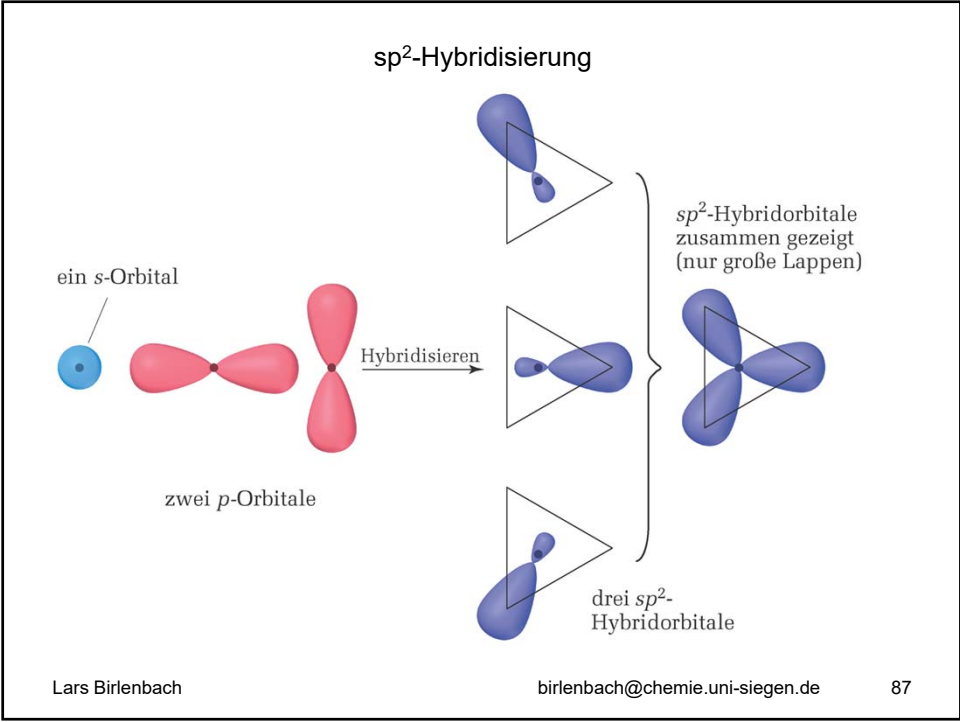 sp²-Hybridisierung
ein s-Orbital
zwei p-Orbitale
Hybridisieren
sp²-Hybridorbitale
zusammen gezeigt
(nur große Lappen)
drei sp²-
Hybridorbitale
Lars Birlenbach
birlenbach@chemie.uni-siegen.de
87